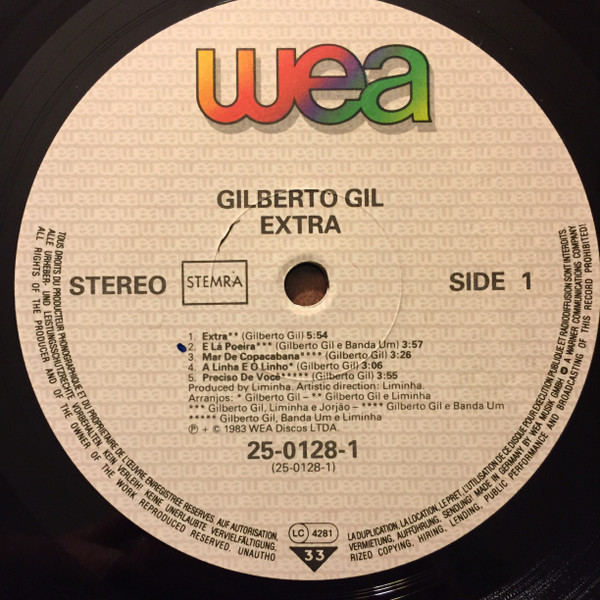 wea
GILBERTO GIL
EXTRA
STEREO
STEMRA
SIDE 1
1. Extra** (Gilberto Gil) 5:54
2. E Lá Poeira*** (Gilberto Gil e Banda Um) 3:57
3. Mar De Copacabana**** (Gilberto Gil) 3:26
4. A Linha E O Linho* (Gilberto Gil) 3:06
5. Preciso De Você***** (Gilberto Gil) 3:55
Produced by Liminha. Artistic direction: Liminha.
Arranjos: * Gilberto Gil – ** Gilberto Gil e Liminha
*** Gilberto Gil, Liminha e Jorjão – **** Gilberto Gil e Banda Um
***** Gilberto Gil, Banda Um e Liminha
℗ + © 1983 WEA Discos LTDA.
25-0128-1
(25-0128-1)
LC 4281
33
TOUS DROITS DU PRODUCTEUR PHONOGRAPHIQUE ET DU PROPRIETAIRE DE L'ŒUVRE ENREGISTREE RESERVES. LA DUPLICATION, LA LOCATION, LE PRET, L'UTILISATION DE CE DISQUE POUR EXECUTION PUBLIQUE ET RADIODIFFUSION SONT INTERDITS.
ALLE URHEBER- UND LEISTUNGSSCHUTZRECHTE VORBEHALTEN. KEIN VERLEIH! KEINE UNERLAUBTE VERVIELFÄLTIGUNG, VERMIETUNG, AUFFÜHRUNG, SENDUNG! MADE IN GERMANY BY WEA MUSIK GMBH. Ⓟ A WARNER COMMUNICATIONS COMPANY.
ALL RIGHTS OF THE PRODUCER AND OF THE OWNER OF THE WORK REPRODUCED RESERVED. UNAUTHORIZED COPYING, HIRING, LENDING, PUBLIC PERFORMANCE AND BROADCASTING OF THIS RECORD PROHIBITED!
AUF AUTORISATION.